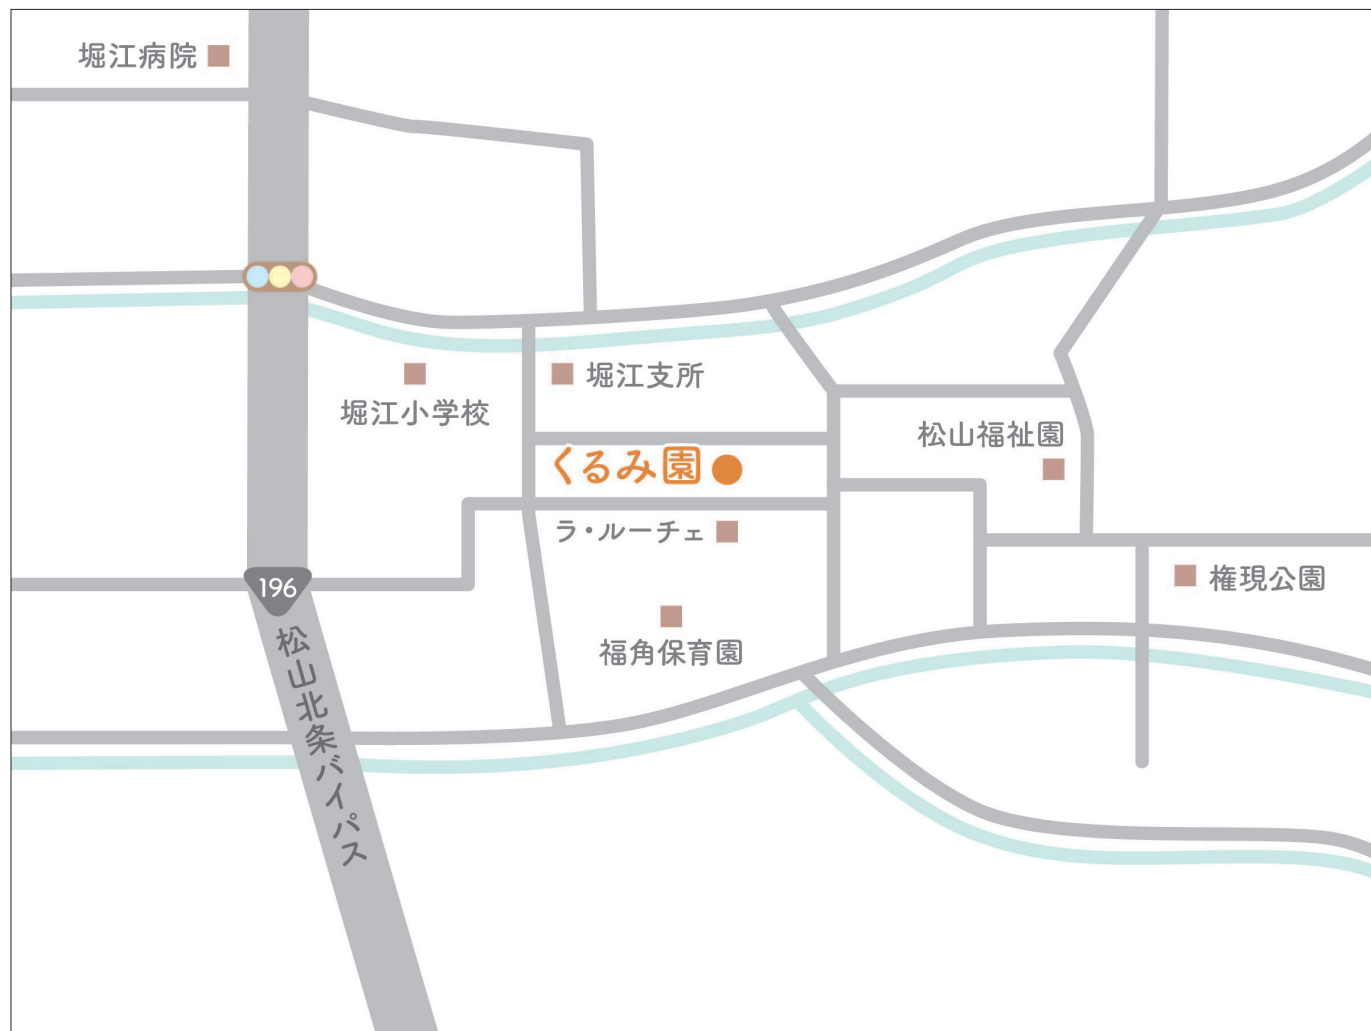 堀江病院
堀江支所
堀江小学校
松山福祉園
くるみ園
ラ・ルーチェ
権現公園
196
福角保育園
松山北条バイパス